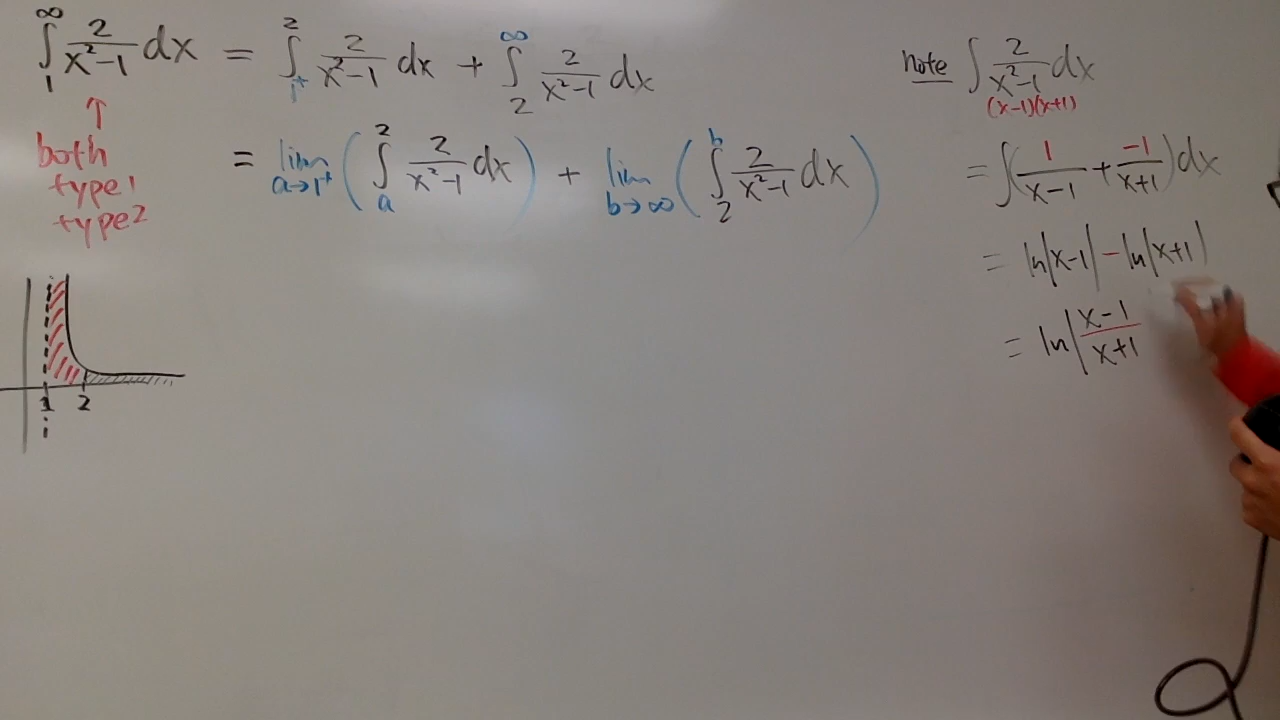 ∫₁^∞ 2/(x²-1) dx = ∫₁⁺² 2/(x²-1) dx + ∫₂^∞ 2/(x²-1) dx
= lim a→1⁺ (∫ₐ² 2/(x²-1) dx) + lim b→∞ (∫₂ᵇ 2/(x²-1) dx)
↑
both
type 1
type 2
1 2
note ∫ 2/(x²-1) dx
(x-1)(x+1)
= ∫(1/(x-1) + -1/(x+1)) dx
= ln|x-1| - ln|x+1|
= ln|(x-1)/(x+1)